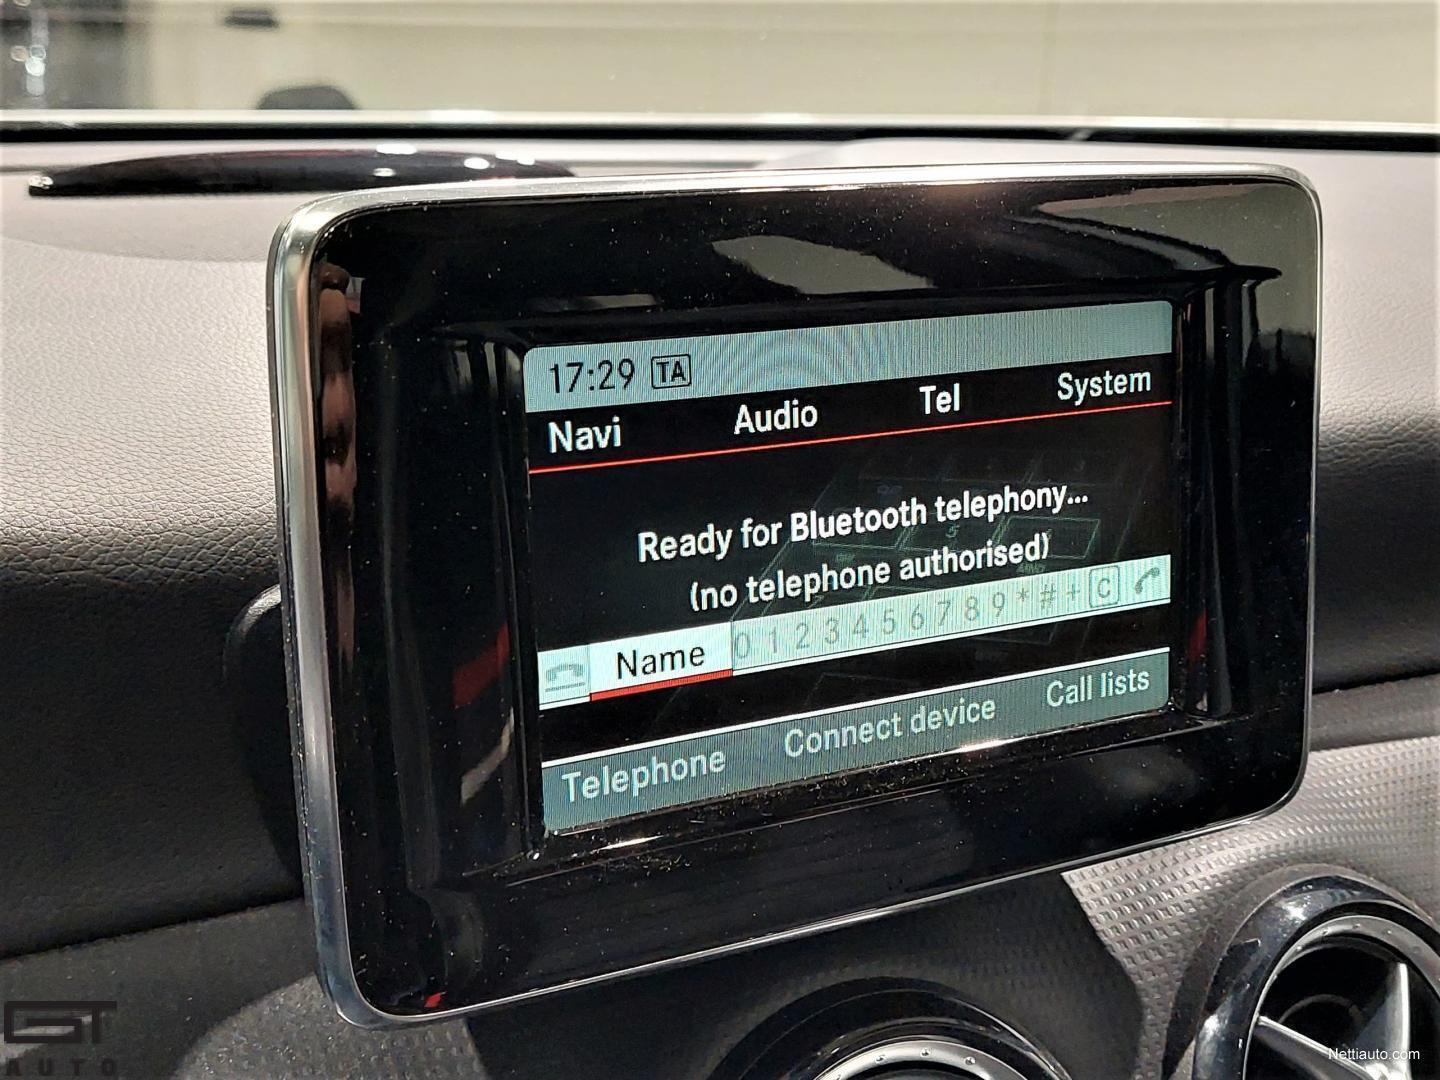 17:29 TA
Navi Audio Tel System
Ready for Bluetooth telephony...
(no telephone authorised)
Name 0 1 2 3 4 5 6 7 8 9 * # + C
Telephone Connect device Call lists
GT
AUTO
Nettiauto.com